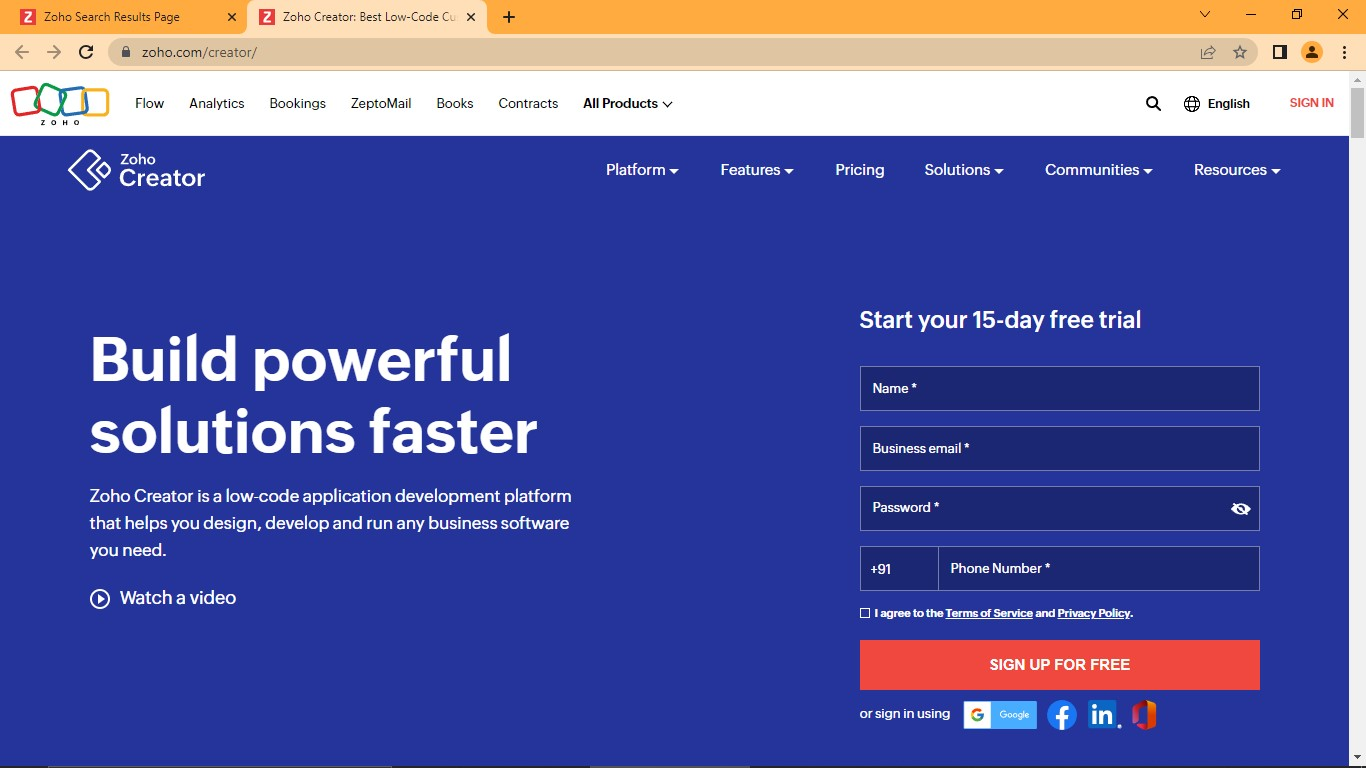 Zoho Search Results Page
Zoho Creator: Best Low-Code Cu
zoho.com/creator/
ZOHO
Flow
Analytics
Bookings
ZeptoMail
Books
Contracts
All Products
English
SIGN IN
Zoho
Creator
Platform
Features
Pricing
Solutions
Communities
Resources
Build powerful
solutions faster
Zoho Creator is a low-code application development platform
that helps you design, develop and run any business software
you need.
Watch a video
Start your 15-day free trial
Name *
Business email *
Password *
+91
Phone Number *
I agree to the Terms of Service and Privacy Policy.
SIGN UP FOR FREE
or sign in using
G Google
f
in